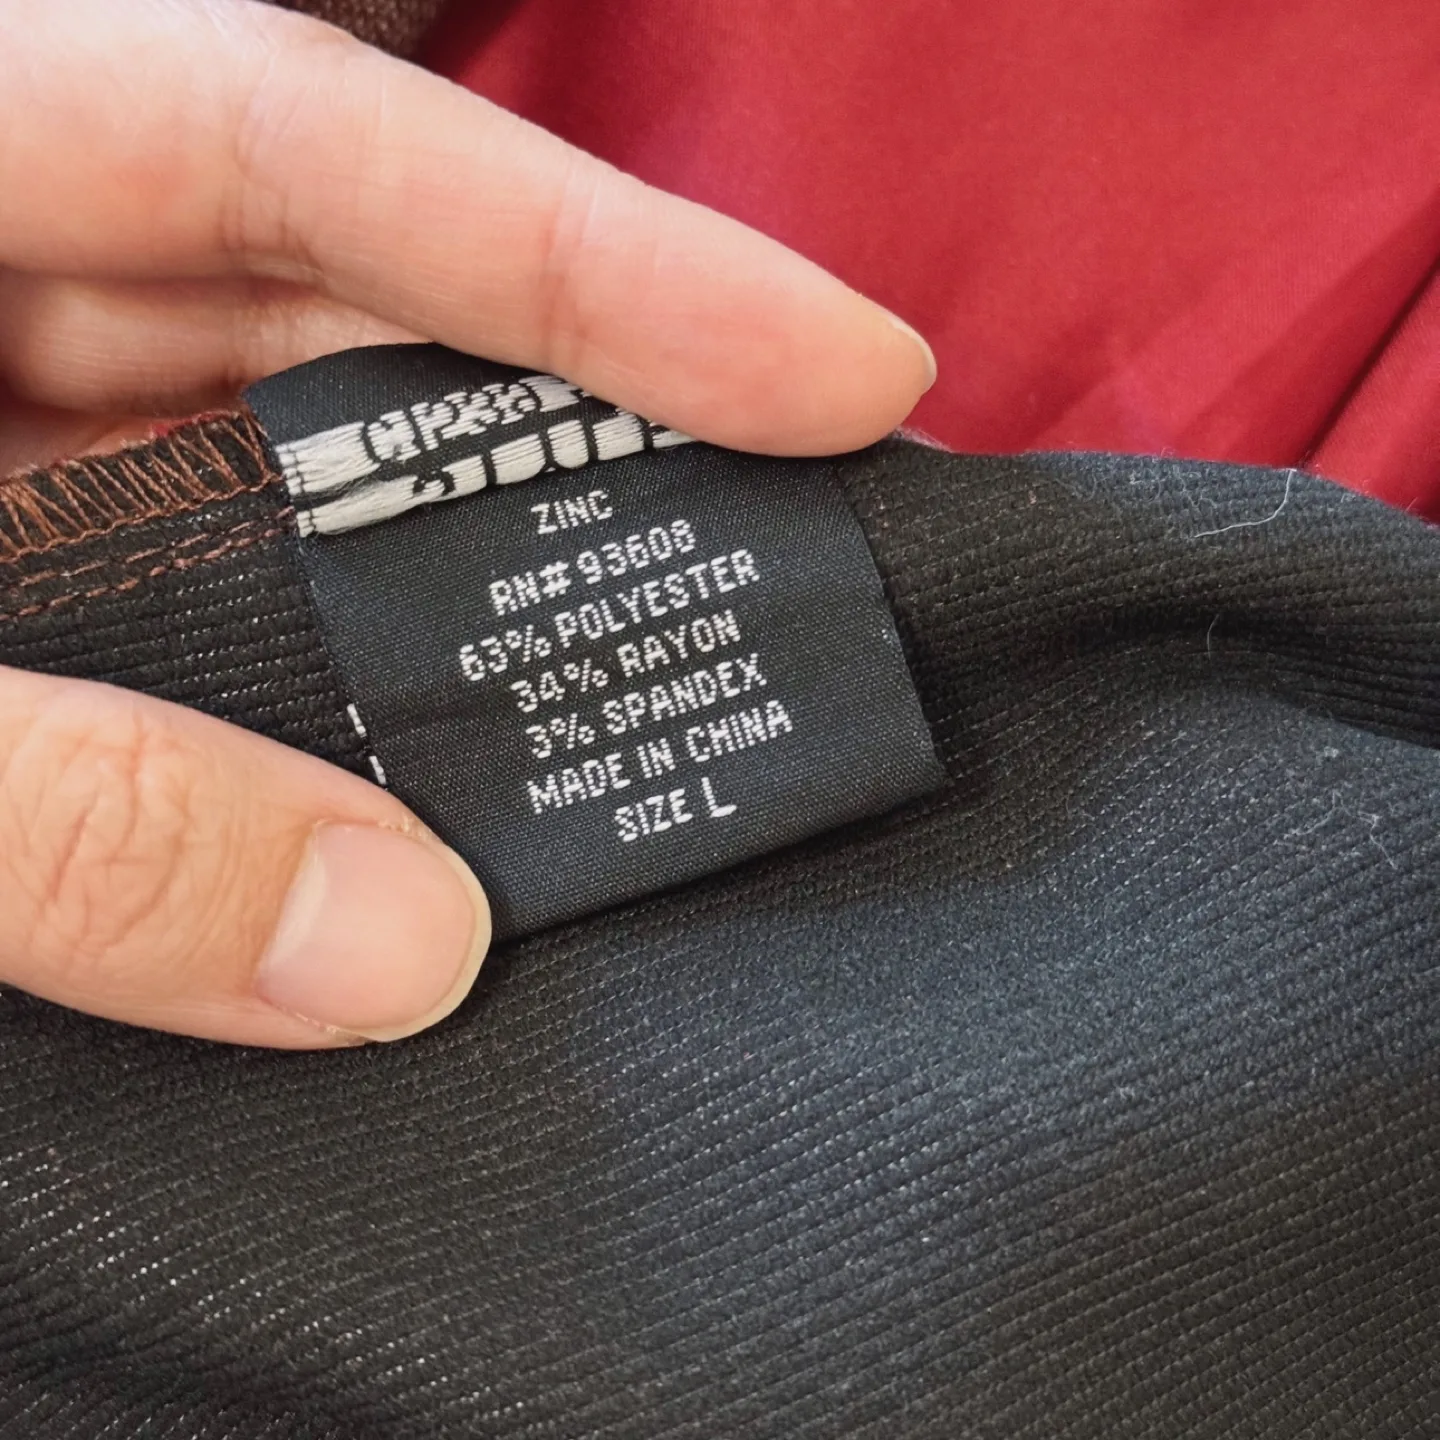 ZINC
RN# 93608
63% POLYESTER
34% RAYON
3% SPANDEX
MADE IN CHINA
SIZE L